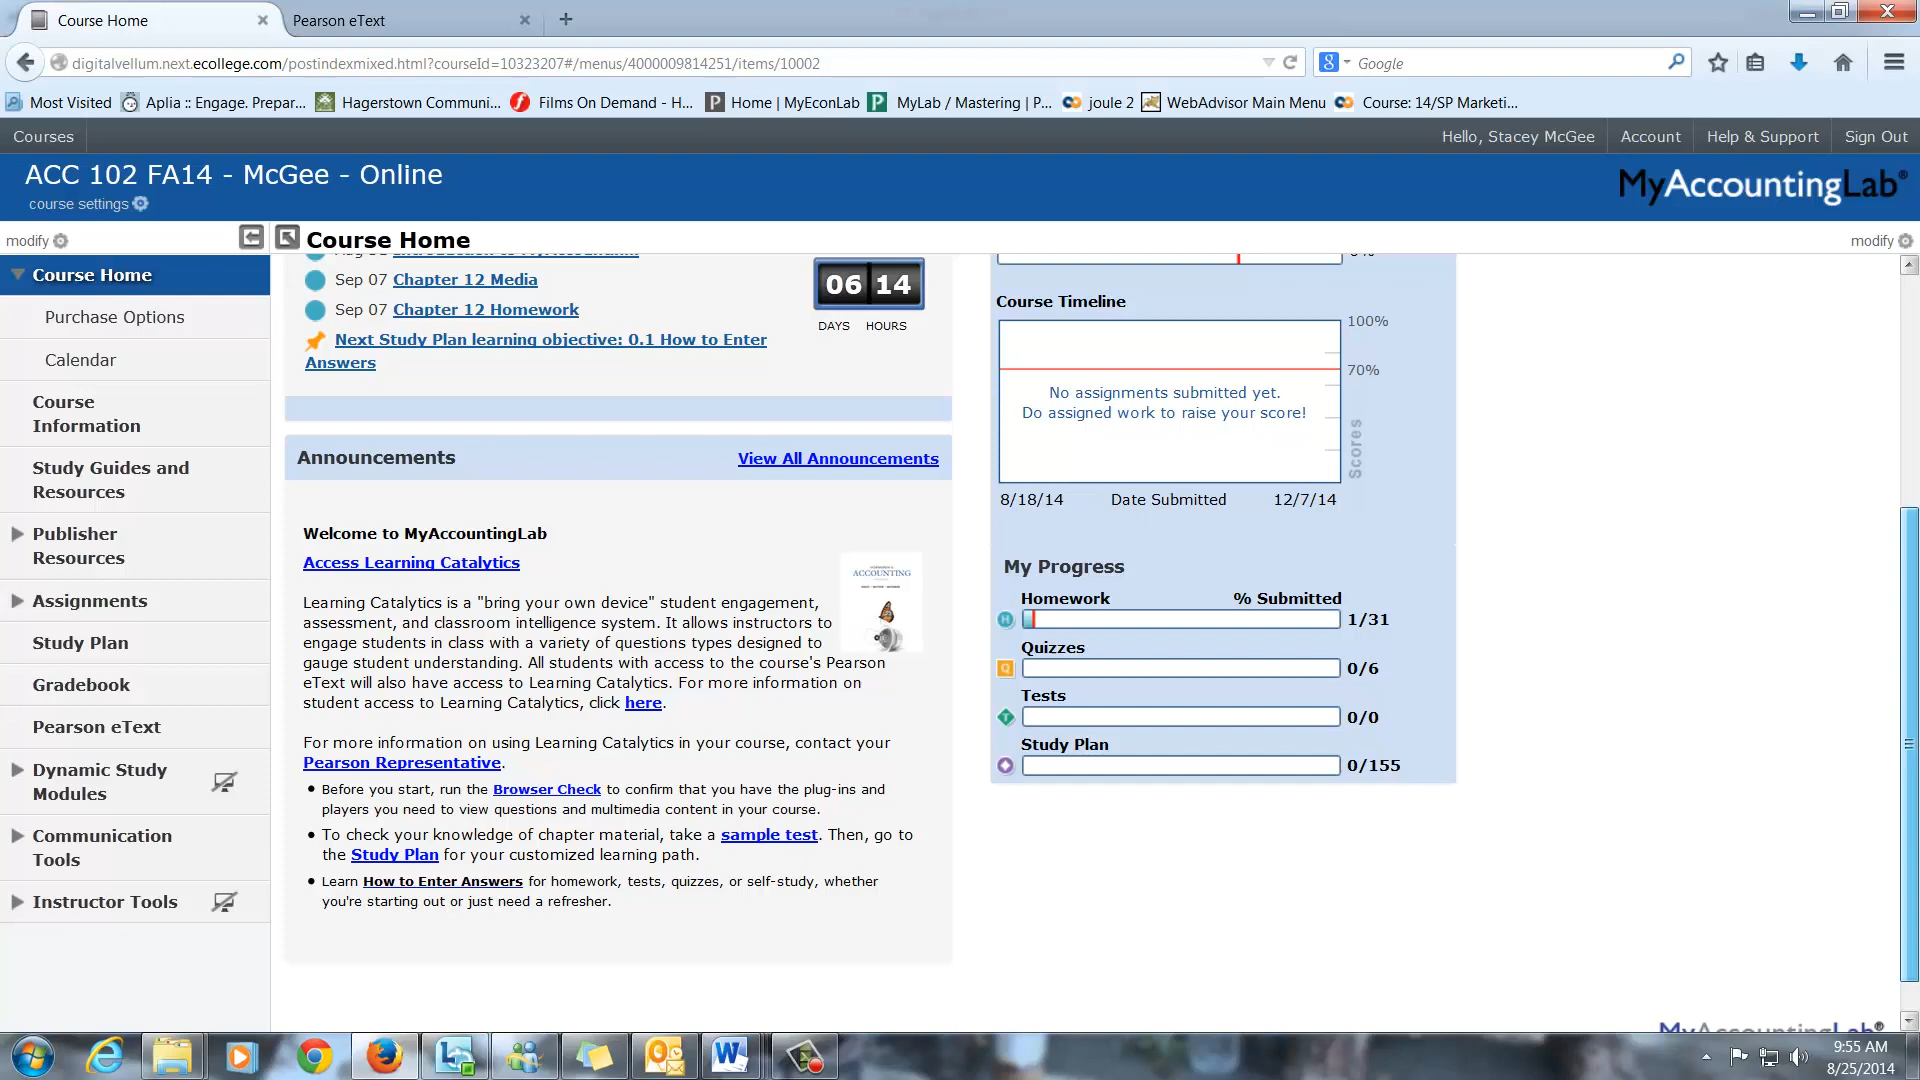 Course Home
Pearson eText
digitalvellum.next.ecollege.com/postindexmixed.html?courseId=10323207#/menus/4000009814251/items/10002
Google
Most Visited
Aplia :: Engage. Prepar...
Hagerstown Communi...
Films On Demand - H...
Home | MyEconLab
MyLab / Mastering | P...
joule 2
WebAdvisor Main Menu
Course: 14/SP Marketi...
Courses
Hello, Stacey McGee
Account
Help & Support
Sign Out
ACC 102 FA14 - McGee - Online
MyAccountingLab®
course settings
modify
Course Home
modify
Course Home
Purchase Options
Calendar
Course
Information
Study Guides and
Resources
Publisher
Resources
Assignments
Study Plan
Gradebook
Pearson eText
Dynamic Study
Modules
Communication
Tools
Instructor Tools
Sep 07 Chapter 12 Media
Sep 07 Chapter 12 Homework
Next Study Plan learning objective: 0.1 How to Enter
Answers
06 14
DAYS HOURS
Announcements
View All Announcements
Welcome to MyAccountingLab
Access Learning Catalytics
ACCOUNTING
Learning Catalytics is a "bring your own device" student engagement,
assessment, and classroom intelligence system. It allows instructors to
engage students in class with a variety of questions types designed to
gauge student understanding. All students with access to the course's Pearson
eText will also have access to Learning Catalytics. For more information on
student access to Learning Catalytics, click here.
For more information on using Learning Catalytics in your course, contact your
Pearson Representative.
• Before you start, run the Browser Check to confirm that you have the plug-ins and
players you need to view questions and multimedia content in your course.
• To check your knowledge of chapter material, take a sample test. Then, go to
the Study Plan for your customized learning path.
• Learn How to Enter Answers for homework, tests, quizzes, or self-study, whether
you're starting out or just need a refresher.
Course Timeline
100%
70%
No assignments submitted yet.
Do assigned work to raise your score!
Scores
8/18/14 Date Submitted 12/7/14
My Progress
Homework % Submitted
H 1/31
Quizzes
Q 0/6
Tests
T 0/0
Study Plan
0/155
MyAccountingLab®
9:55 AM
8/25/2014